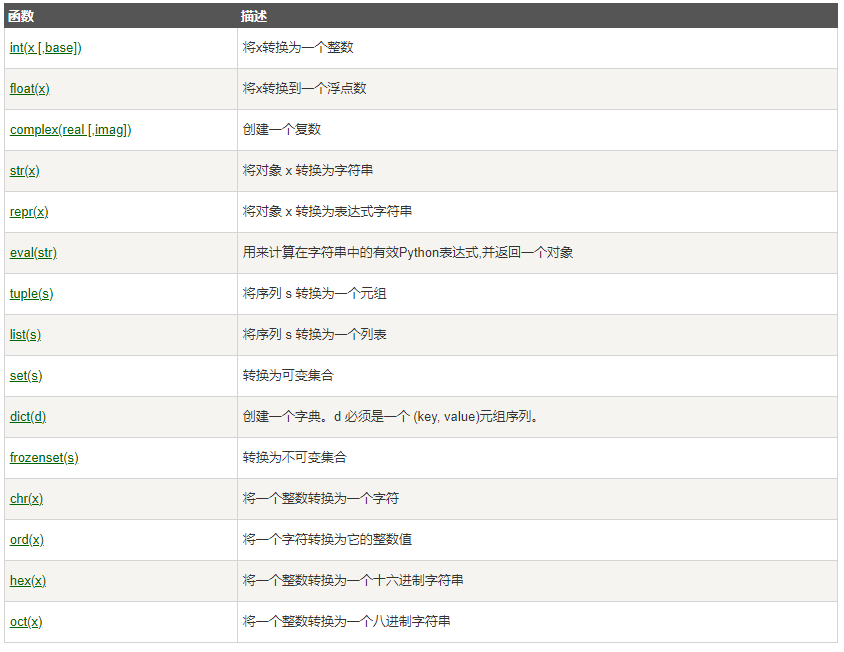 函数 描述
int(x [,base]) 将x转换为一个整数
float(x) 将x转换到一个浮点数
complex(real [,imag]) 创建一个复数
str(x) 将对象 x 转换为字符串
repr(x) 将对象 x 转换为表达式字符串
eval(str) 用来计算在字符串中的有效Python表达式,并返回一个对象
tuple(s) 将序列 s 转换为一个元组
list(s) 将序列 s 转换为一个列表
set(s) 转换为可变集合
dict(d) 创建一个字典。d 必须是一个 (key, value)元组序列。
frozenset(s) 转换为不可变集合
chr(x) 将一个整数转换为一个字符
ord(x) 将一个字符转换为它的整数值
hex(x) 将一个整数转换为一个十六进制字符串
oct(x) 将一个整数转换为一个八进制字符串